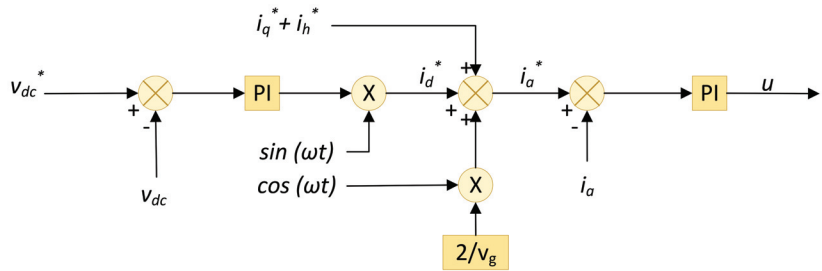 i_q^* + i_h^*
v_dc^* + - PI X i_d^* + + + i_a^* + - PI u
sin (ωt)
cos (ωt) X
v_dc i_a
2/v_g